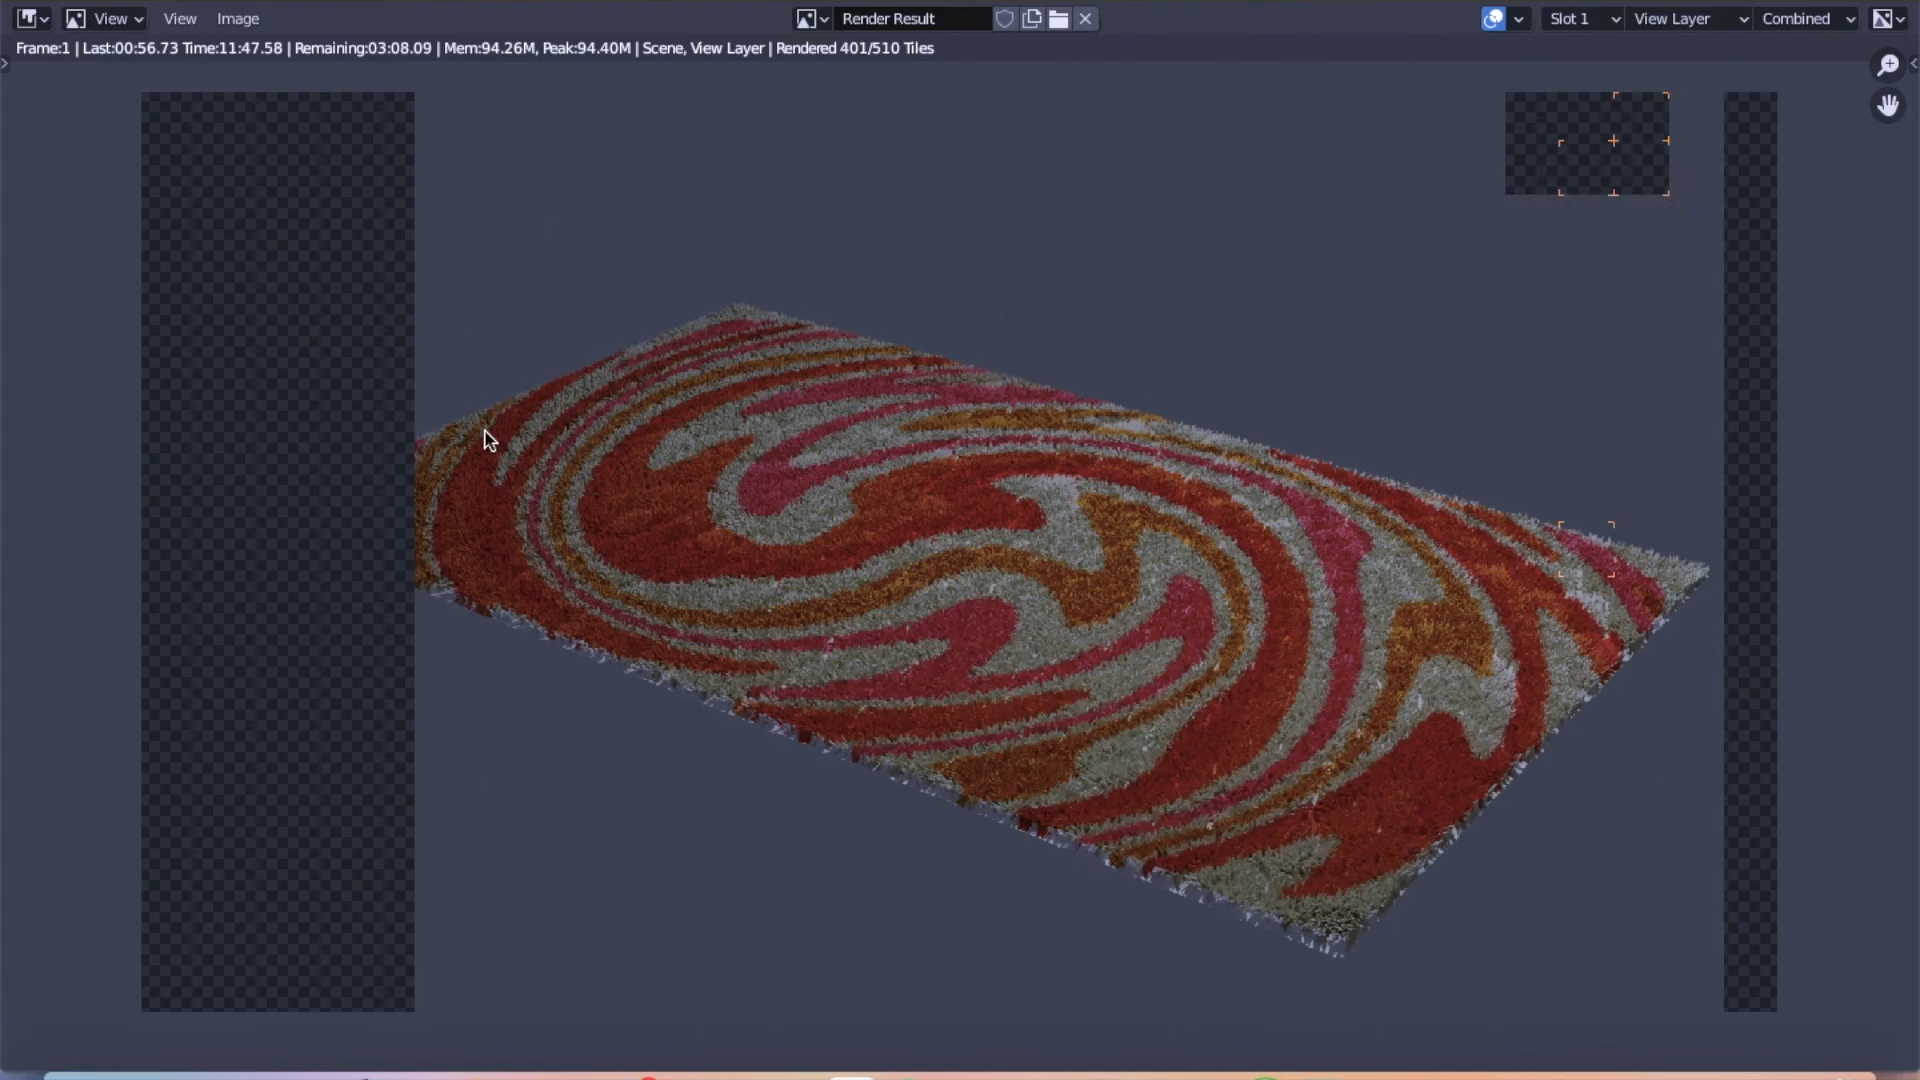 View View Image Render Result Slot 1 View Layer Combined
Frame:1 | Last:00:56.73 Time:11:47.58 | Remaining:03:08.09 | Mem:94.26M, Peak:94.40M | Scene, View Layer | Rendered 401/510 Tiles